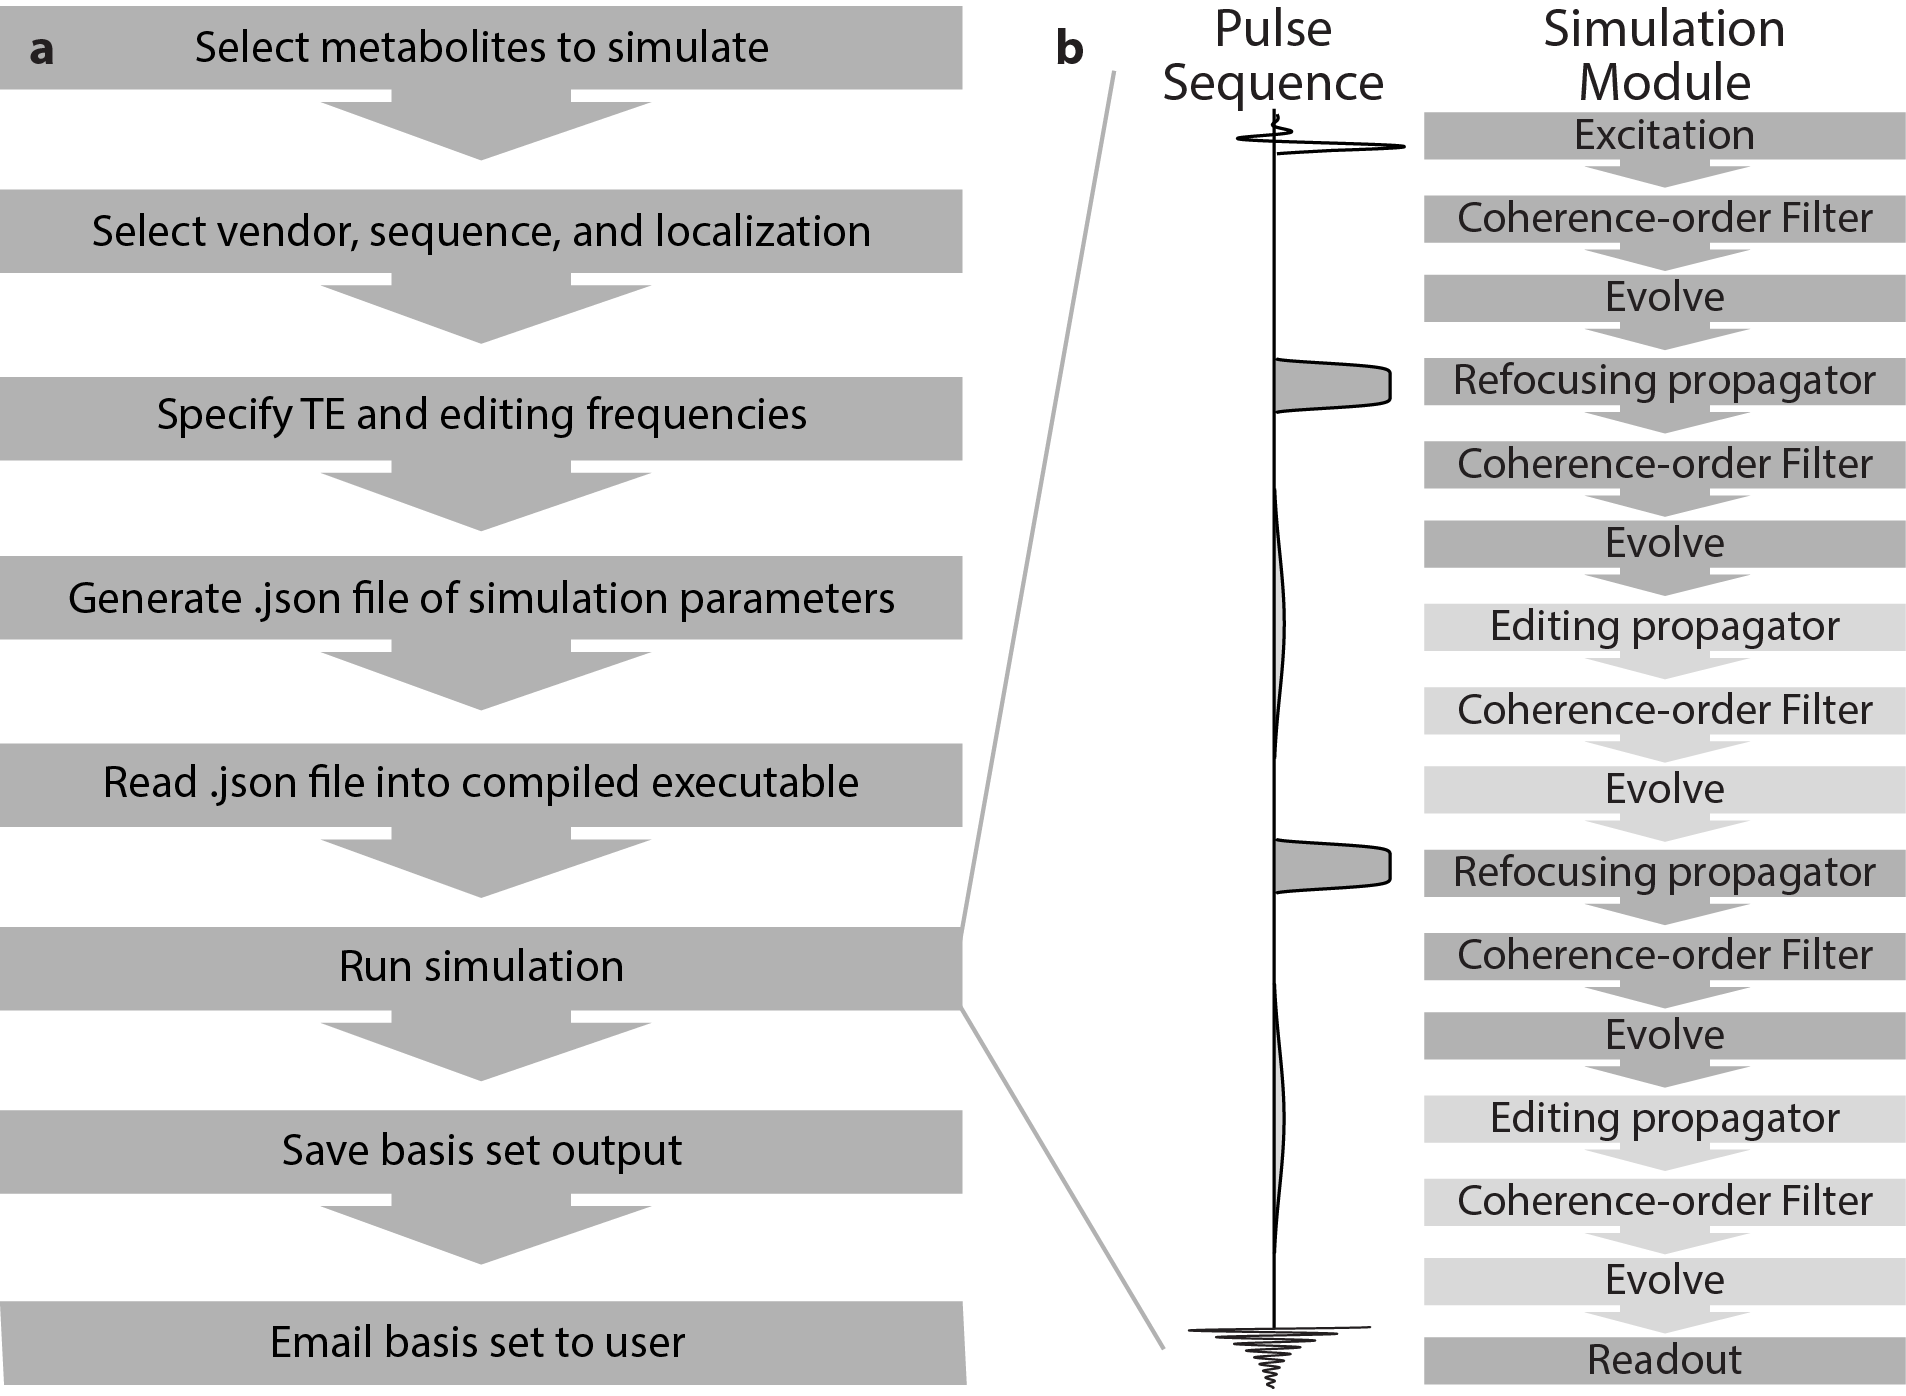 a
Select metabolites to simulate
Select vendor, sequence, and localization
Specify TE and editing frequencies
Generate .json file of simulation parameters
Read .json file into compiled executable
Run simulation
Save basis set output
Email basis set to user
b
Pulse
Sequence
Simulation
Module
Excitation
Coherence-order Filter
Evolve
Refocusing propagator
Coherence-order Filter
Evolve
Editing propagator
Coherence-order Filter
Evolve
Refocusing propagator
Coherence-order Filter
Evolve
Editing propagator
Coherence-order Filter
Evolve
Readout